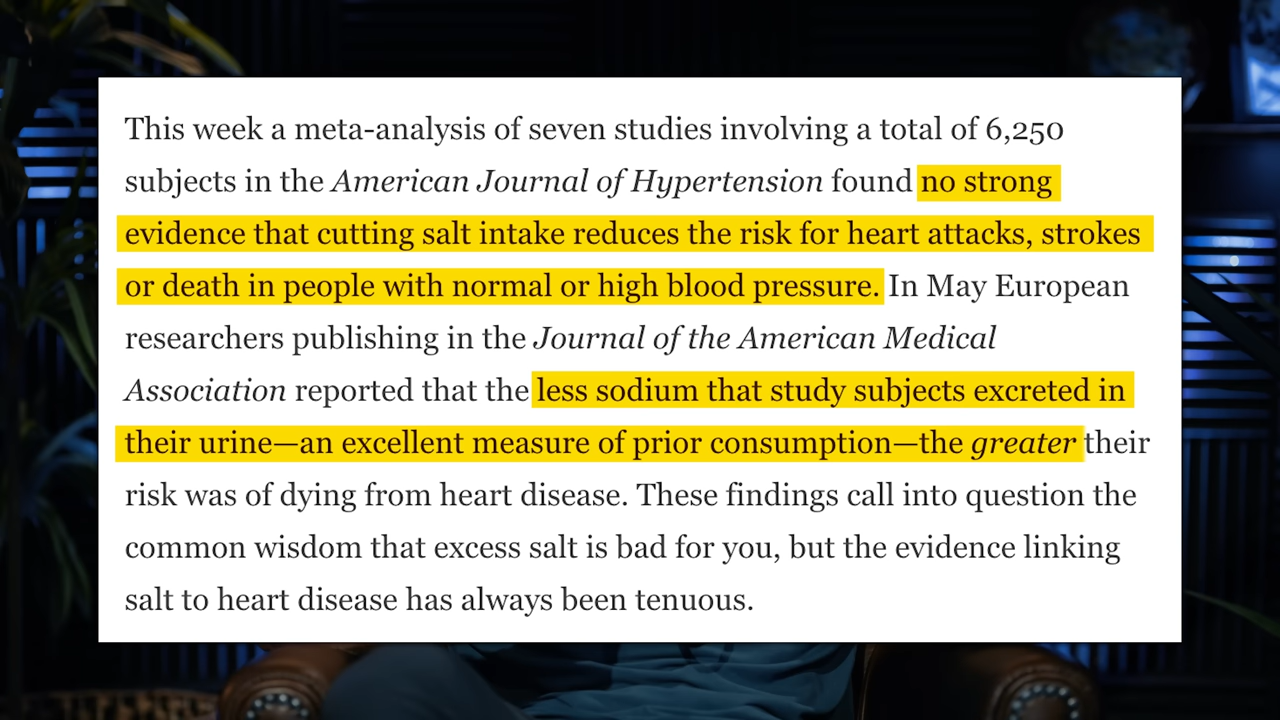 This week a meta-analysis of seven studies involving a total of 6,250
subjects in the American Journal of Hypertension found no strong
evidence that cutting salt intake reduces the risk for heart attacks, strokes
or death in people with normal or high blood pressure. In May European
researchers publishing in the Journal of the American Medical
Association reported that the less sodium that study subjects excreted in
their urine—an excellent measure of prior consumption—the greater their
risk was of dying from heart disease. These findings call into question the
common wisdom that excess salt is bad for you, but the evidence linking
salt to heart disease has always been tenuous.